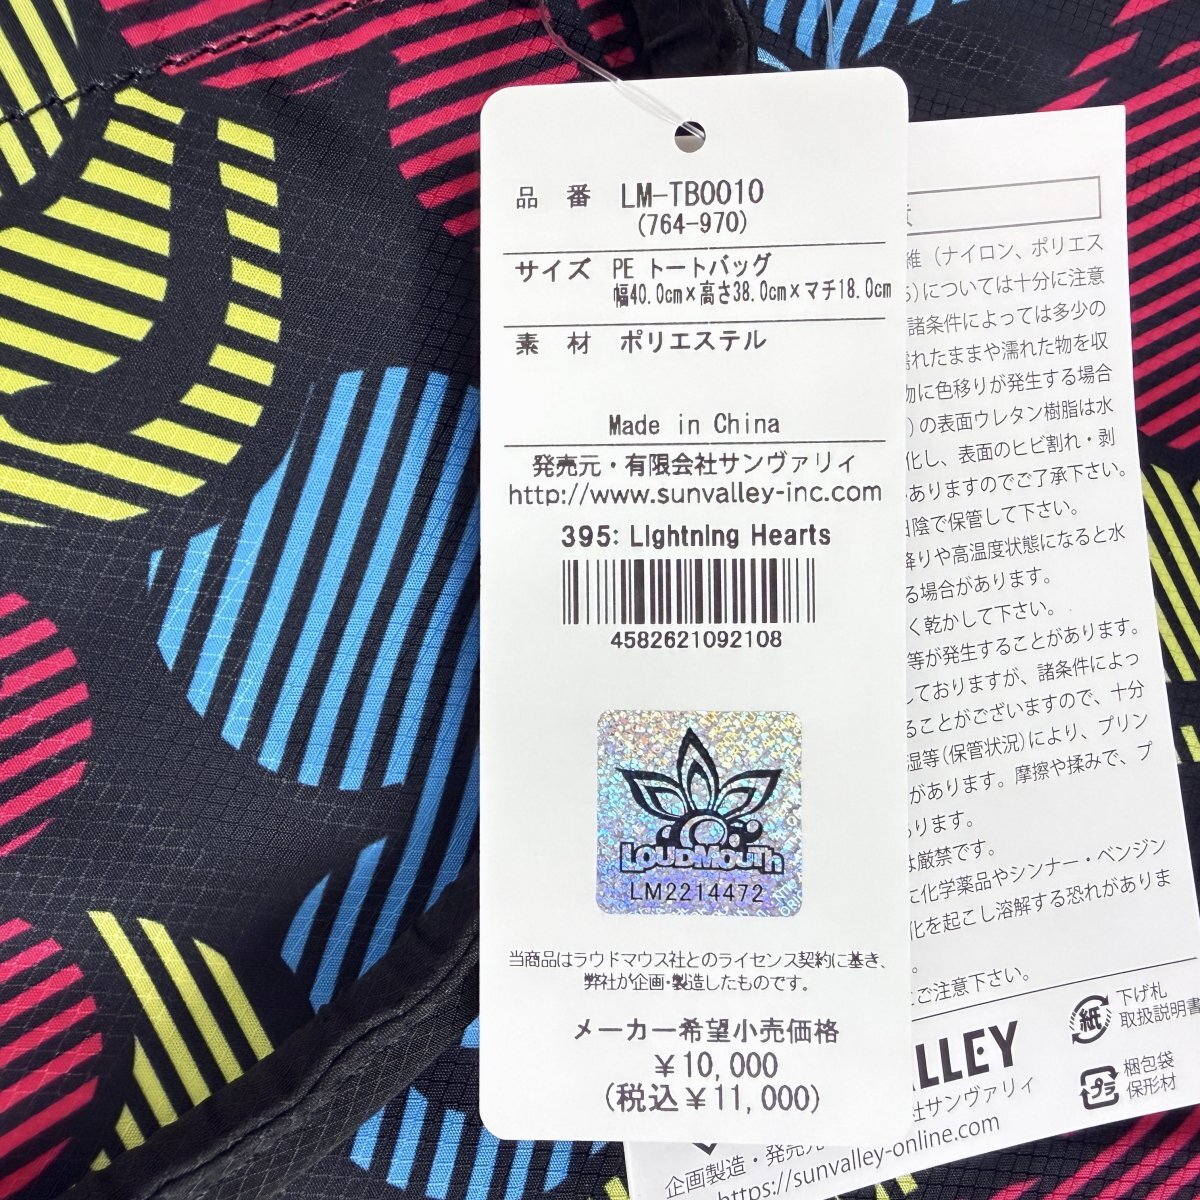 品 番 LM-TB0010
(764-970)
サイズ PE トートバッグ
幅40.0cm×高さ38.0cm×マチ18.0cm
素 材 ポリエステル
Made in China
発売元・有限会社サンヴァリィ
http://www.sunvalley-inc.com
395: Lightning Hearts
4582621092108
LOUDMOUTH
LM2214472
当商品はラウドマウス社とのライセンス契約に基き、
弊社が企画・製造したものです。
メーカー希望小売価格
￥10,000
(税込￥11,000)
維（ナイロン、ポリエス
)については十分に注意
諸条件によっては多少の
濡れたままや濡れた物を収
物に色移りが発生する場合
)の表面ウレタン樹脂は水
化し、表面のヒビ割れ・剥
がありますのでご了承下さい。
日陰で保管して下さい。
降りや高温度状態になると水
る場合があります。
く乾かして下さい。
等が発生することがあります。
しておりますが、諸条件によっ
ることがございますので、十分
湿等(保管状況)により、プリン
があります。摩擦や揉みで、プ
あります。
は厳禁です。
に化学薬品やシンナー・ベンジン
化を起こし溶解する恐れがありま
。
ご注意下さい。
ALLEY
社サンヴァリィ
企画製造・発売元
https://sunvalley-online.com
紙
下げ札
取扱説明書
プラ
梱包袋
保形材